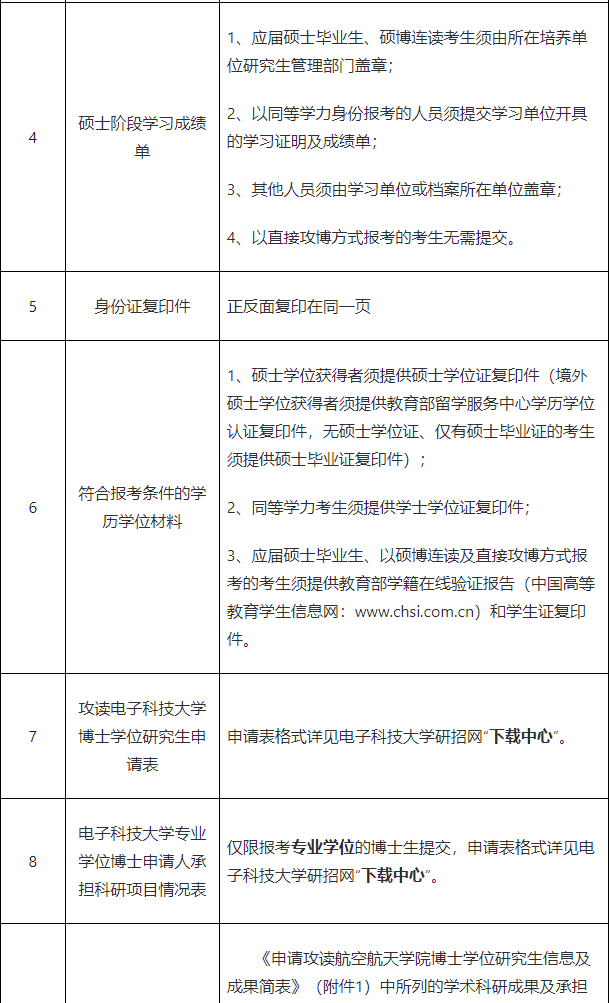 4
硕士阶段学习成绩
单
1、应届硕士毕业生、硕博连读考生须由所在培养单
位研究生管理部门盖章；
2、以同等学力身份报考的人员须提交学习单位开具
的学习证明及成绩单；
3、其他人员须由学习单位或档案所在单位盖章；
4、以直接攻博方式报考的考生无需提交。
5
身份证复印件
正反面复印在同一页
6
符合报考条件的学
历学位材料
1、硕士学位获得者须提供硕士学位证复印件（境外
硕士学位获得者须提供教育部留学服务中心学历学位
认证复印件，无硕士学位证、仅有硕士毕业证的考生
须提供硕士毕业证复印件）；
2、同等学力考生须提供学士学位证复印件；
3、应届硕士毕业生、以硕博连读及直接攻博方式报
考的考生须提供教育部学籍在线验证报告（中国高等
教育学生信息网：www.chsi.com.cn）和学生证复印
件。
7
攻读电子科技大学
博士学位研究生申
请表
申请表格式详见电子科技大学研招网“下载中心”。
8
电子科技大学专业
学位博士申请人承
担科研项目情况表
仅限报考专业学位的博士生提交，申请表格式详见电
子科技大学研招网“下载中心”。
《申请攻读航空航天学院博士学位研究生信息及
成果简表》（附件1）中所列的学术科研成果及承担